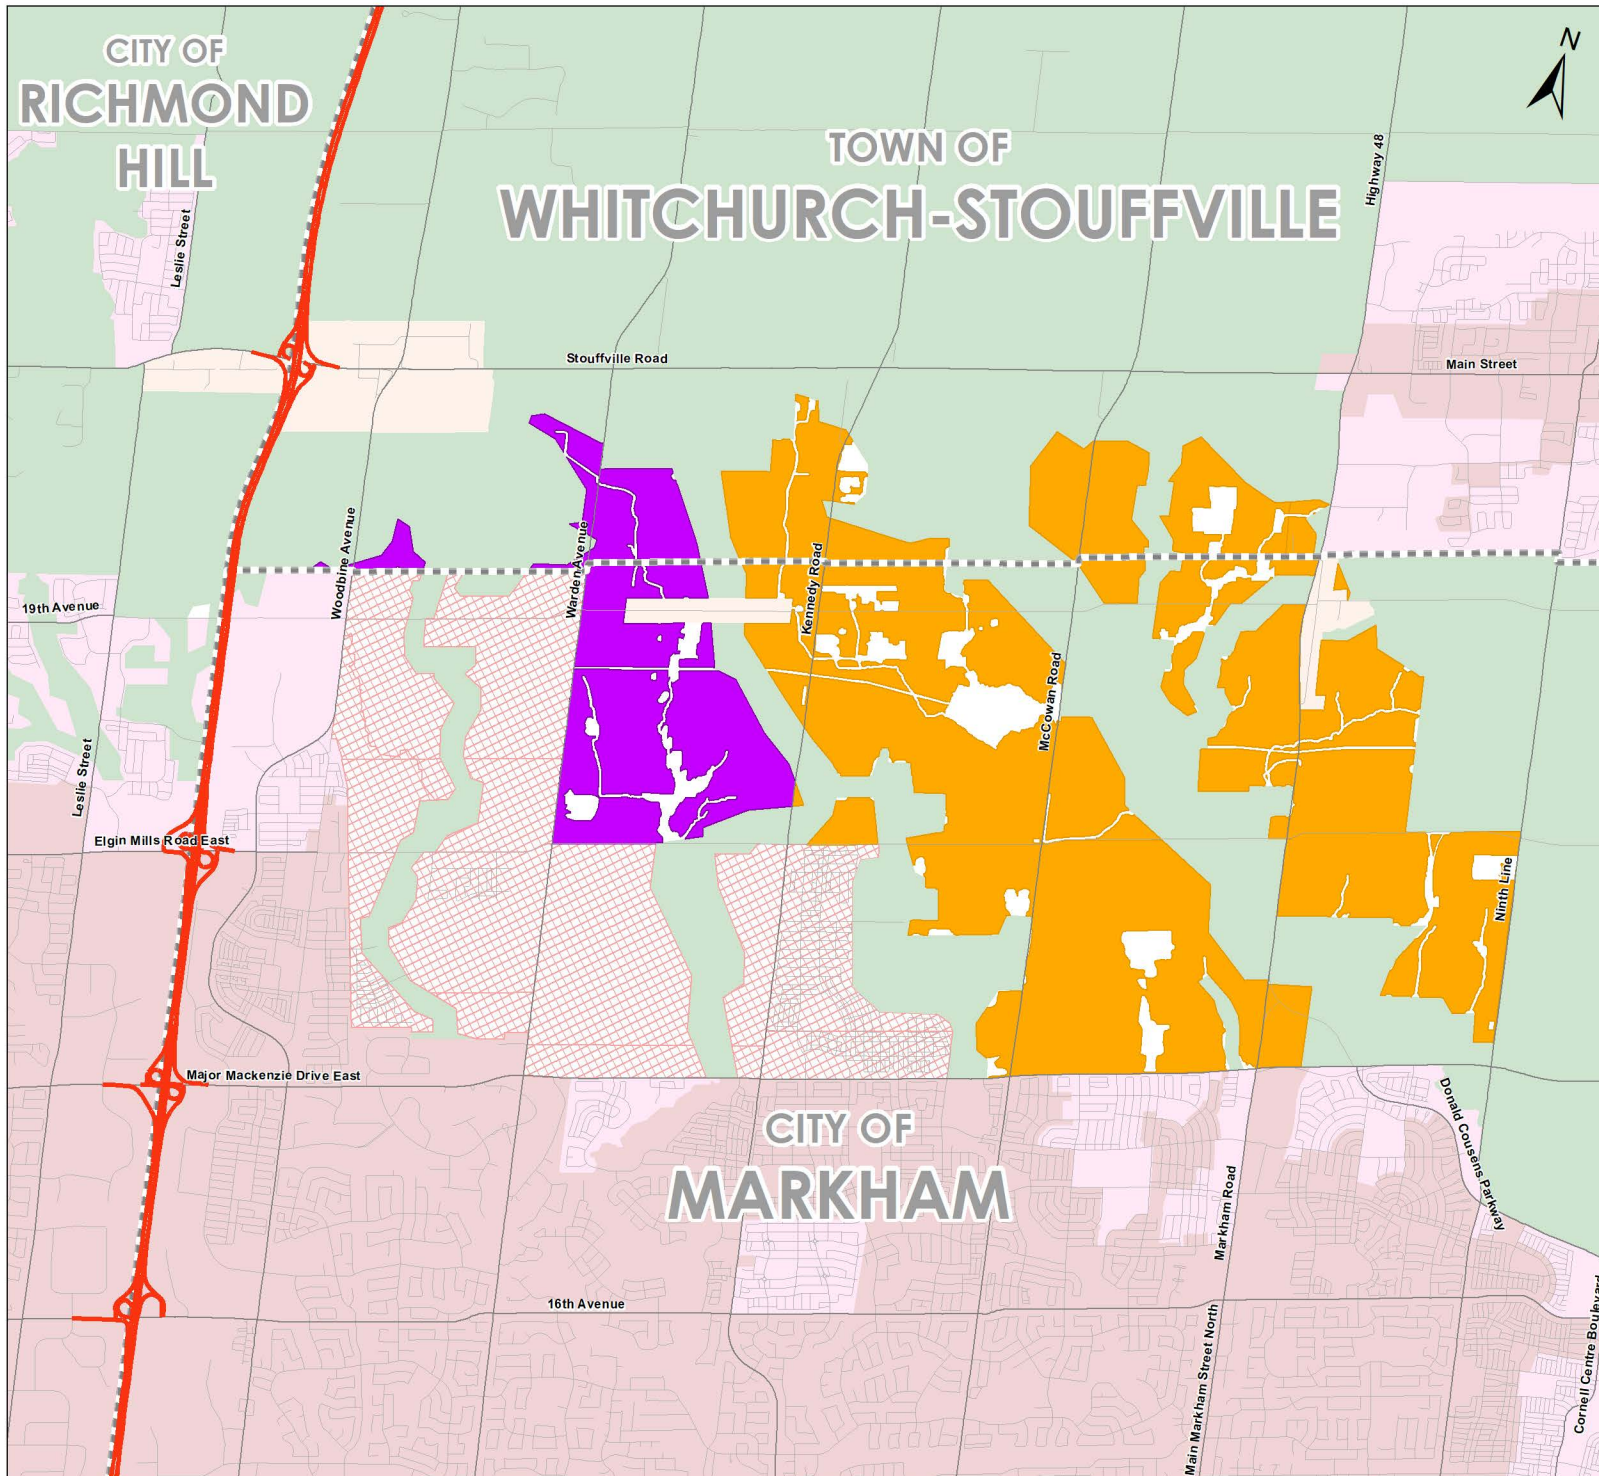 CITY OF
RICHMOND
HILL
N
TOWN OF
WHITCHURCH-STOUFFVILLE
Highway 48
Leslie Street
Stouffville Road
Main Street
Woodbine Avenue
Warden Avenue
Kennedy Road
19th Avenue
McCowan Road
Leslie Street
Elgin Mills Road East
Ninth Line
Major Mackenzie Drive East
CITY OF
MARKHAM
Donald Cousens Parkway
Markham Road
16th Avenue
Main Markham Street North
Cornell Centre Boulevard